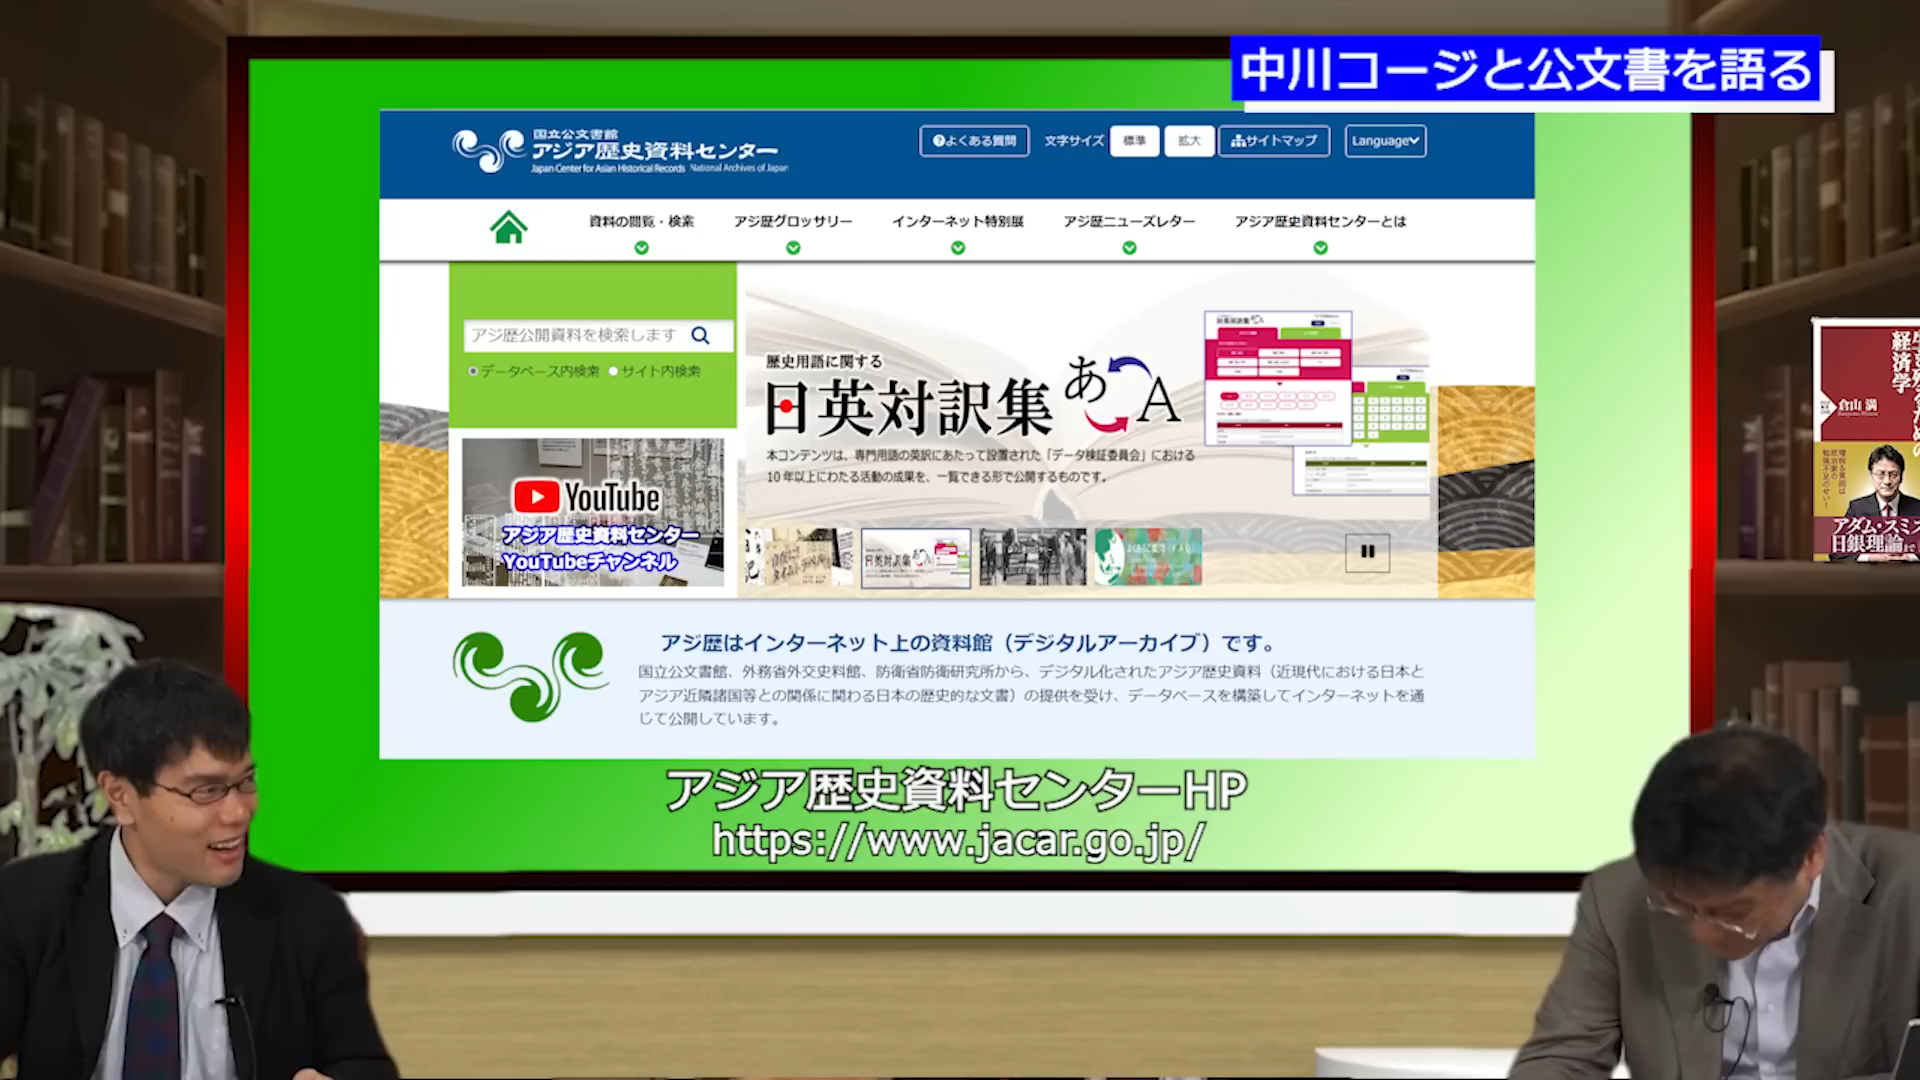 中川コージと公文書を語る
国立公文書館
アジア歴史資料センター
Japan Center for Asian Historical Records National Archives of Japan
よくある質問
文字サイズ
標準
拡大
サイトマップ
Language
資料の閲覧・検索
アジ歴グロッサリー
インターネット特別展
アジ歴ニューズレター
アジア歴史資料センターとは
アジ歴公開資料を検索します
データベース内検索
サイト内検索
YouTube
アジア歴史資料センター
YouTubeチャンネル
歴史用語に関する
日英対訳集
あ
A
本コンテンツは、専門用語の英訳にあたって設置された「データ検証委員会」における
10年以上にわたる活動の成果を、一覧できる形で公開するものです。
日英対訳集
アジ歴はインターネット上の資料館（デジタルアーカイブ）です。
国立公文書館、外務省外交史料館、防衛省防衛研究所から、デジタル化されたアジア歴史資料（近現代における日本と
アジア近隣諸国等との関係に関わる日本の歴史的な文書）の提供を受け、データベースを構築してインターネットを通
じて公開しています。
アジア歴史資料センターHP
https://www.jacar.go.jp/
経済学
倉山 満
アダム・スミス
日銀理論まで